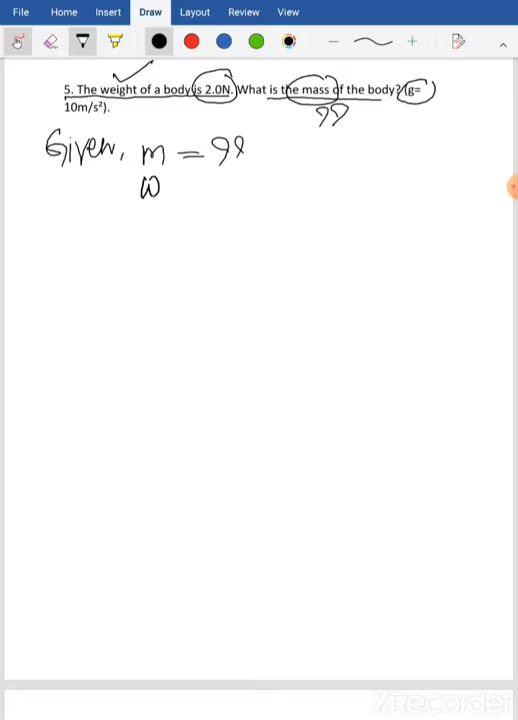 File Home Insert Draw Layout Review View
5. The weight of a body is 2.0N. What is the mass of the body? (g=
10m/s²).
??
Given, m = ??
W
XRecorder